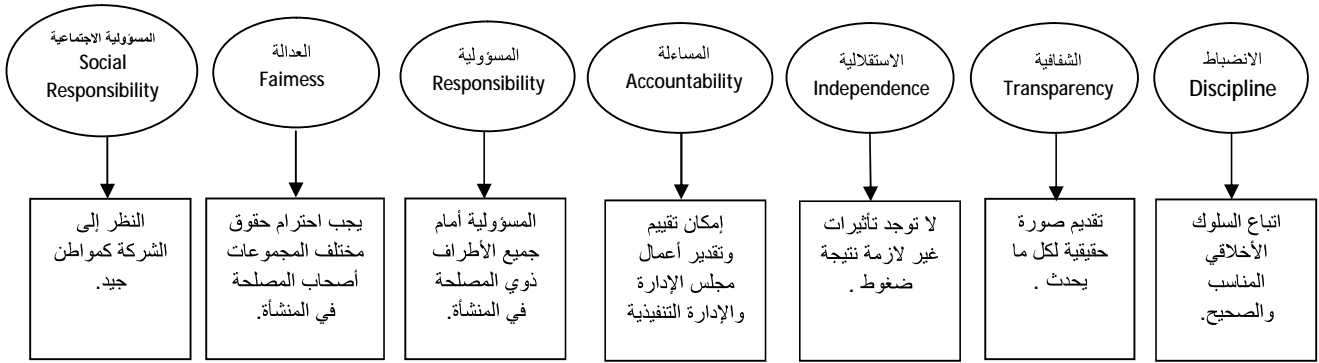 الانضباط
Discipline
الشفافية
Transparency
الاستقلالية
Independence
المساءلة
Accountability
المسؤولية
Responsibility
العدالة
Fairness
المسؤولية الاجتماعية
Social
Responsibility
اتباع السلوك
الأخلاقي
المناسب
والصحيح.
تقديم صورة
حقيقية لكل ما
يحدث .
لا توجد تأثيرات
غير لازمة نتيجة
ضغوط .
إمكان تقييم
وتقدير أعمال
مجلس الإدارة
والإدارة التنفيذية
المسؤولية أمام
جميع الأطراف
ذوي المصلحة
في المنشأة.
يجب احترام حقوق
مختلف المجموعات
أصحاب المصلحة
في المنشأة.
النظر إلى
الشركة كمواطن
جيد.